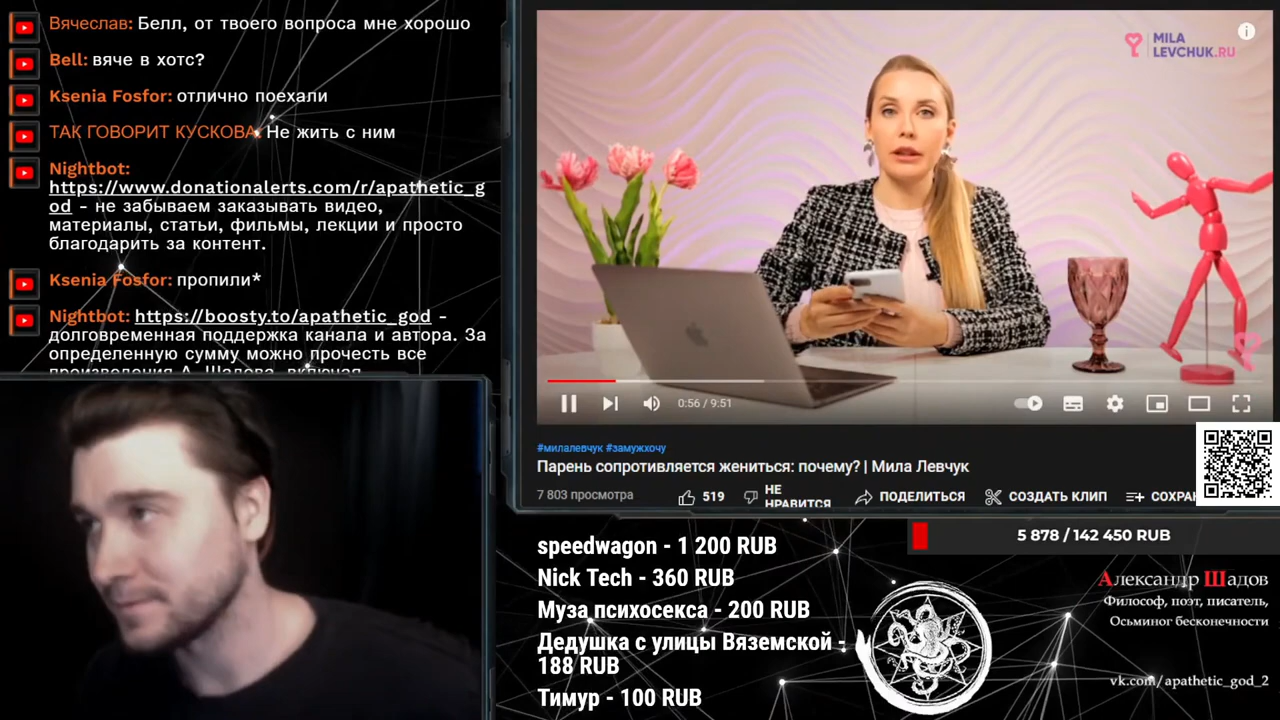 Вячеслав: Белл, от твоего вопроса мне хорошо
Bell: вяче в хотс?
Ksenia Fosfor: отлично поехали
ТАК ГОВОРИТ КУСКОВА: Не жить с ним
Nightbot:
https://www.donationalerts.com/r/apathetic_g
od - не забываем заказывать видео,
материалы, статьи, фильмы, лекции и просто
благодарить за контент.
Ksenia Fosfor: пропили*
Nightbot: https://boosty.to/apathetic_god -
долговременная поддержка канала и автора. За
определенную сумму можно прочесть все
произведения А. Шадова, включая
MILA
LEVCHUK.RU
0:56 / 9:51
#милалевчук #замужхочу
Парень сопротивляется жениться: почему? | Мила Левчук
7 803 просмотра
519
НЕ
НРАВИТСЯ
ПОДЕЛИТЬСЯ
СОЗДАТЬ КЛИП
СОХРАН
5 878 / 142 450 RUB
speedwagon - 1 200 RUB
Nick Tech - 360 RUB
Муза психосекса - 200 RUB
Дедушка с улицы Вяземской -
188 RUB
Тимур - 100 RUB
Александр Шадов
Философ, поэт, писатель,
Осьминог бесконечности
vk.com/apathetic_god_2